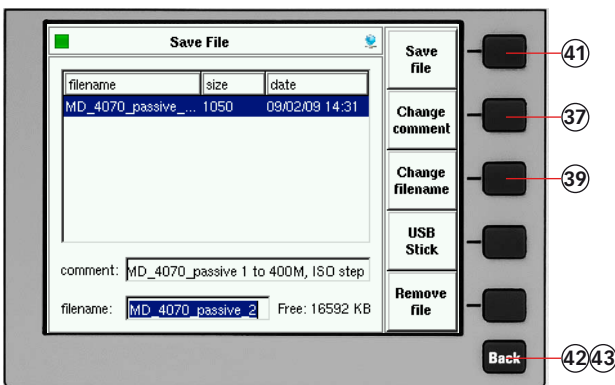 Save File
Save
file
41
filename size date
MD_4070_passive_... 1050 09/02/09 14:31
Change
comment
37
Change
filename
39
USB
Stick
comment: MD_4070_passive 1 to 400M, ISO step
Remove
file
filename: MD_4070_passive_2 Free: 16592 KB
Back
42 43